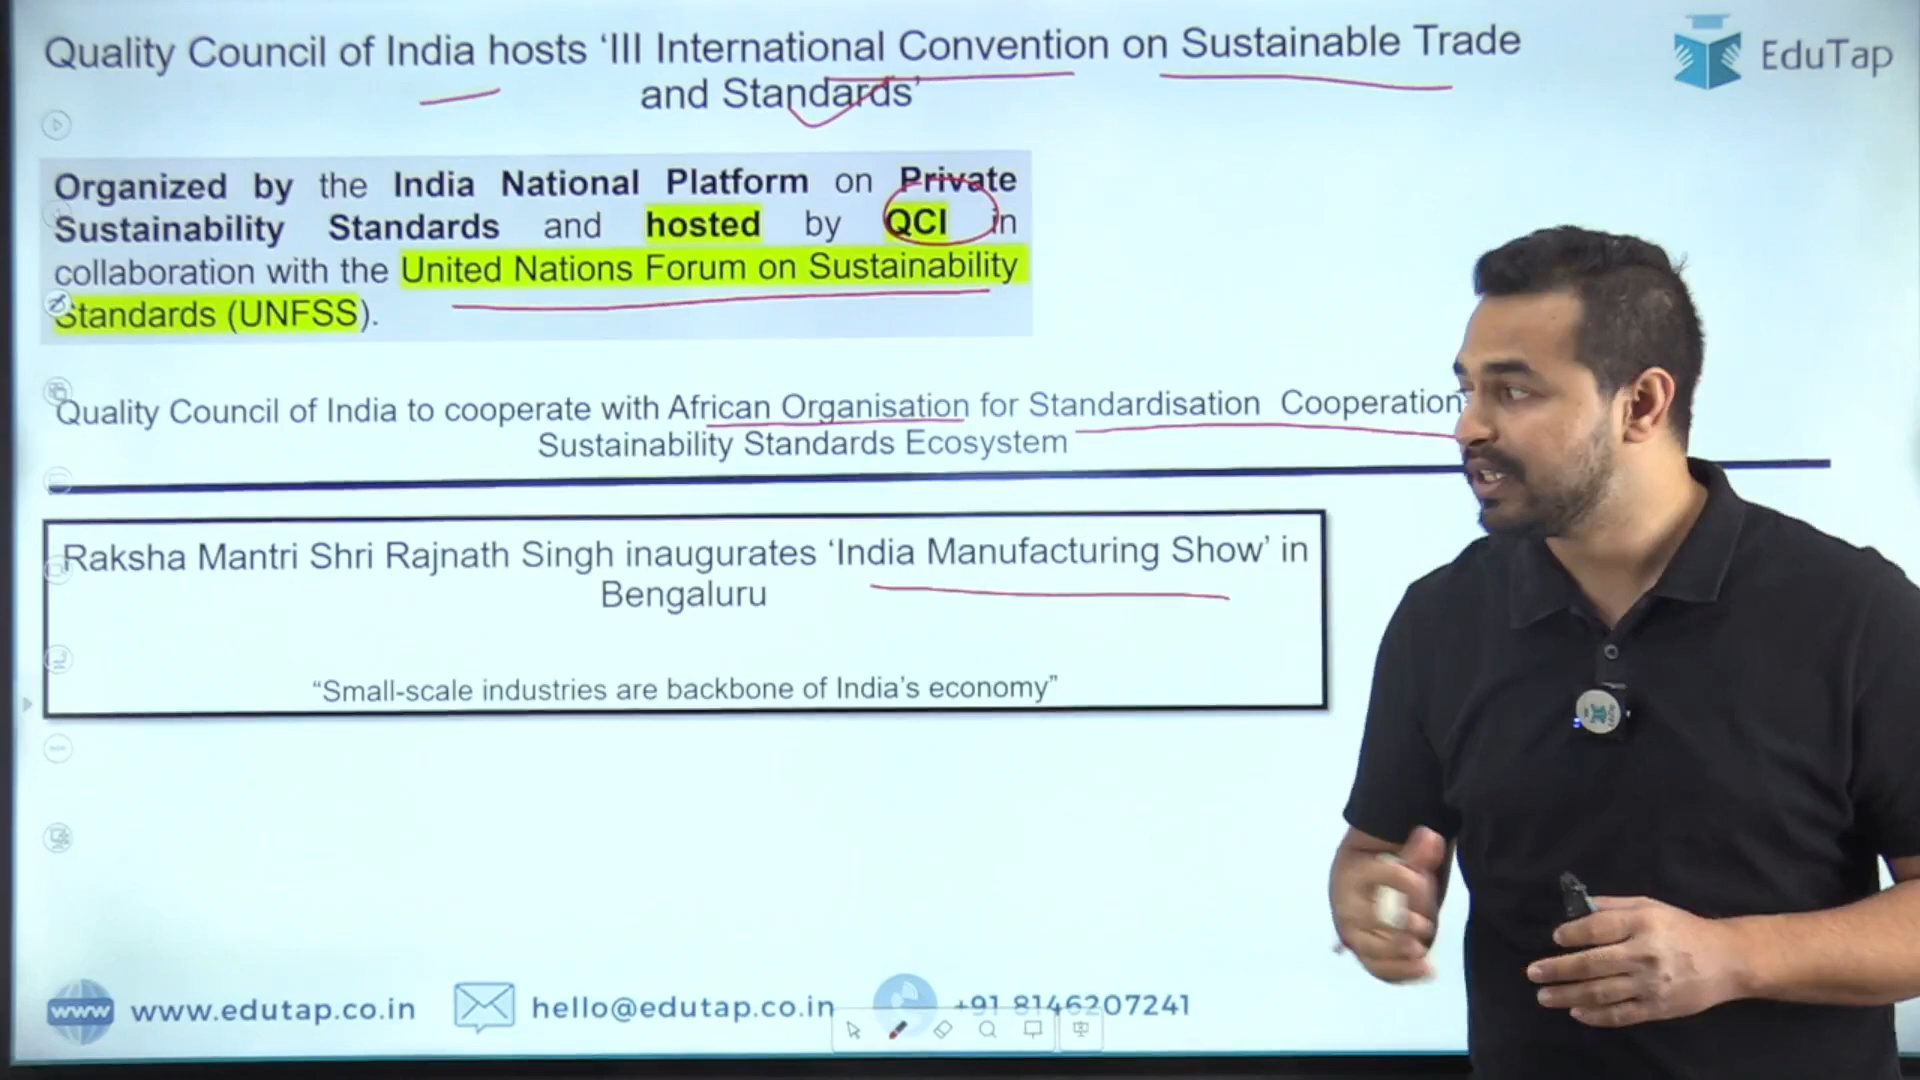 Quality Council of India hosts ‘III International Convention on Sustainable Trade
and Standards’
EduTap
Organized by the India National Platform on Private
Sustainability Standards and hosted by QCI in
collaboration with the United Nations Forum on Sustainability
Standards (UNFSS).
Quality Council of India to cooperate with African Organisation for Standardisation Cooperation
Sustainability Standards Ecosystem
Raksha Mantri Shri Rajnath Singh inaugurates ‘India Manufacturing Show’ in
Bengaluru
“Small-scale industries are backbone of India’s economy”
www www.edutap.co.in hello@edutap.co.in +91 8146207241